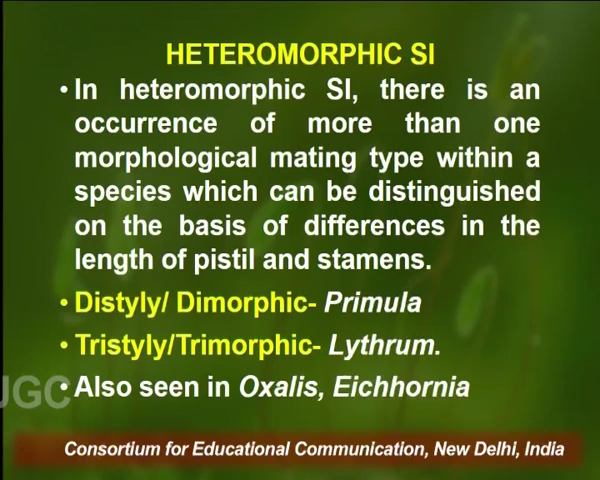 HETEROMORPHIC SI
• In heteromorphic SI, there is an
occurrence of more than one
morphological mating type within a
species which can be distinguished
on the basis of differences in the
length of pistil and stamens.
• Distyly/ Dimorphic- Primula
• Tristyly/Trimorphic- Lythrum.
• Also seen in Oxalis, Eichhornia
UGC
Consortium for Educational Communication, New Delhi, India